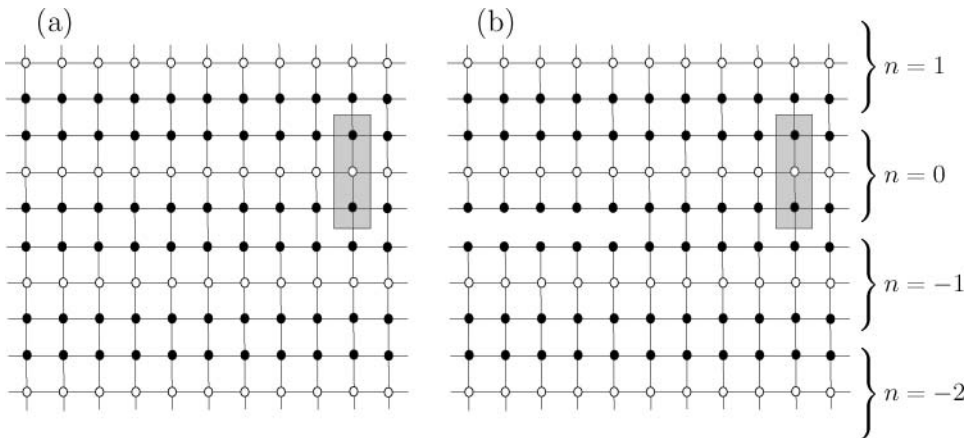 (a)
(b)
n = 1
n = 0
n = −1
n = −2